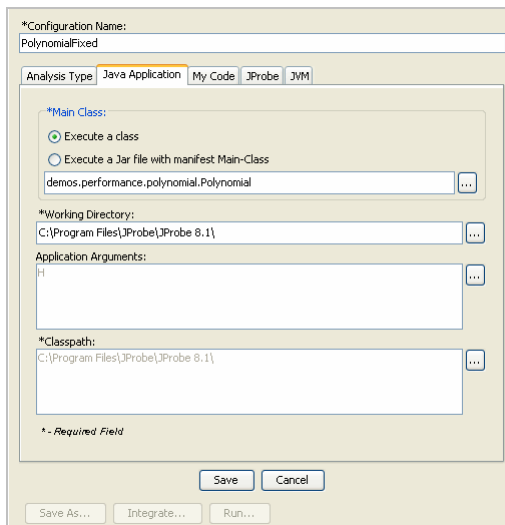 *Configuration Name:
PolynomialFixed
Analysis Type Java Application My Code JProbe JVM
*Main Class:
Execute a class
Execute a Jar file with manifest Main-Class
demos.performance.polynomial.Polynomial ...
*Working Directory:
C:\Program Files\JProbe\JProbe 8.1\ ...
Application Arguments:
H ...
*Classpath:
C:\Program Files\JProbe\JProbe 8.1\ ...
* - Required Field
Save Cancel
Save As... Integrate... Run...